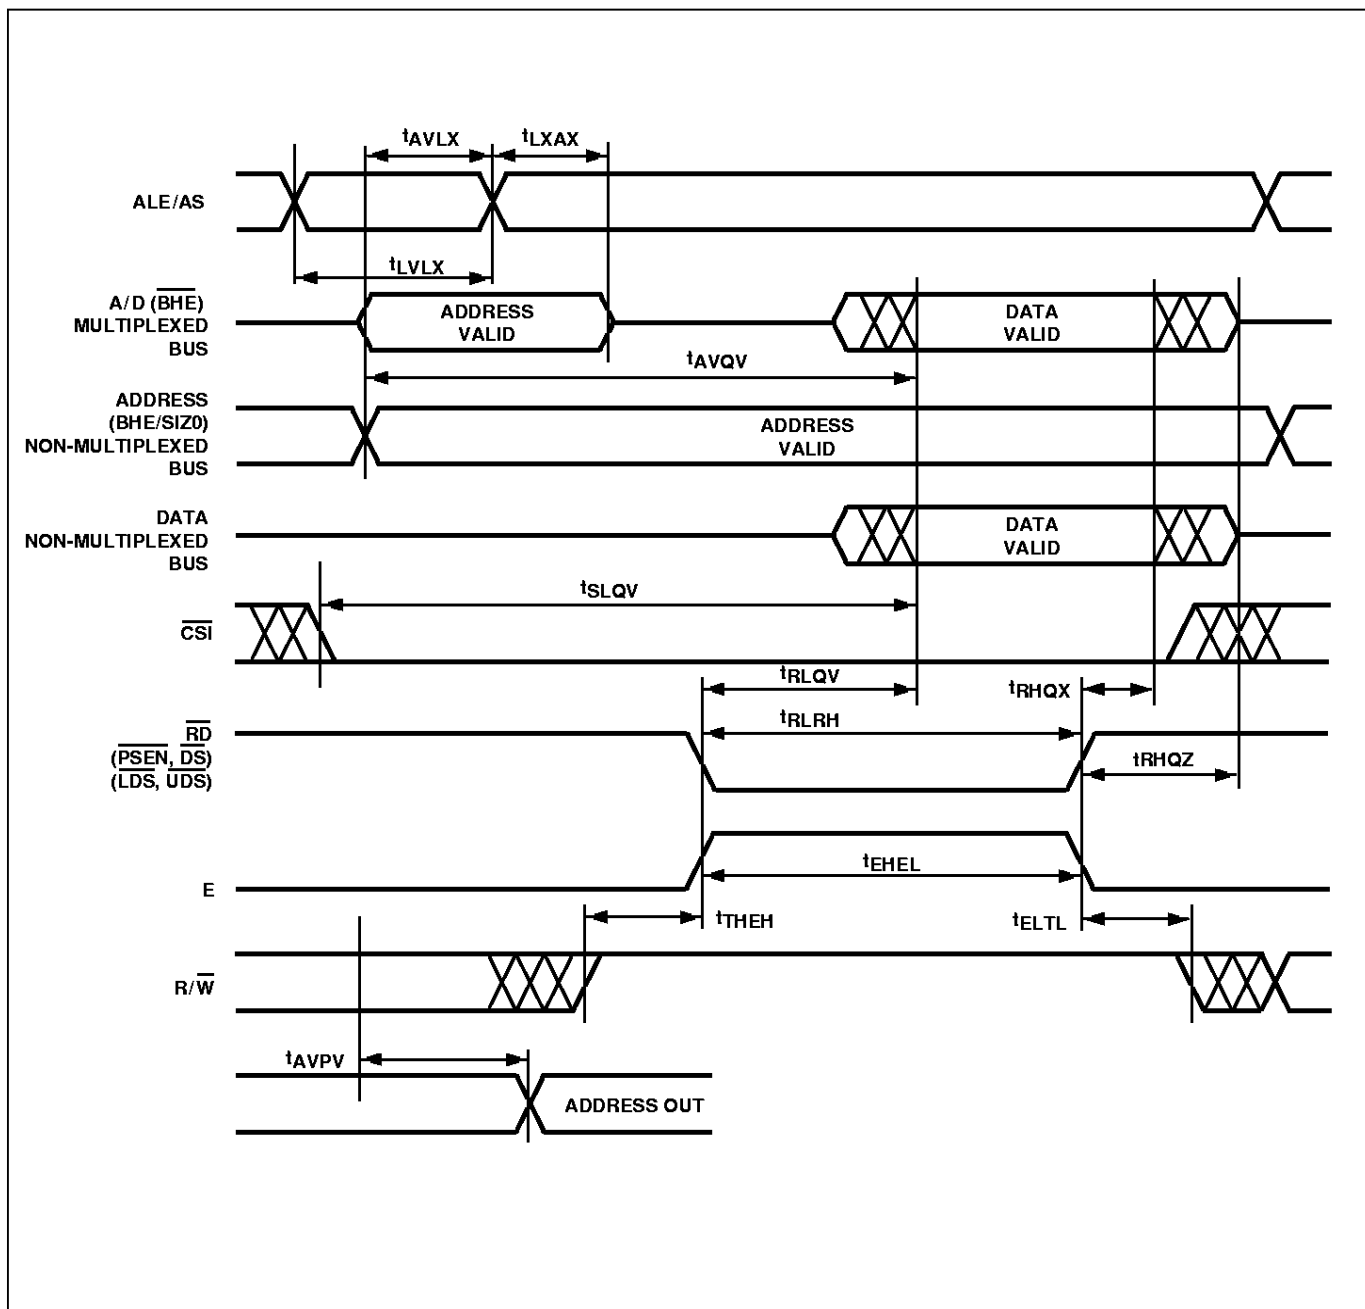 tAVLX
tLXAX
ALE/AS
tLVLX
A/D (BHE)
MULTIPLEXED
BUS
ADDRESS
VALID
DATA
VALID
tAVQV
ADDRESS
(BHE/SIZ0)
NON-MULTIPLEXED
BUS
ADDRESS
VALID
DATA
NON-MULTIPLEXED
BUS
DATA
VALID
tSLQV
CSI
tRLQV
tRHQX
tRLRH
RD
(PSEN, DS)
(LDS, UDS)
tRHQZ
tEHEL
E
tTHEH
tELTL
R/W
tAVPV
ADDRESS OUT